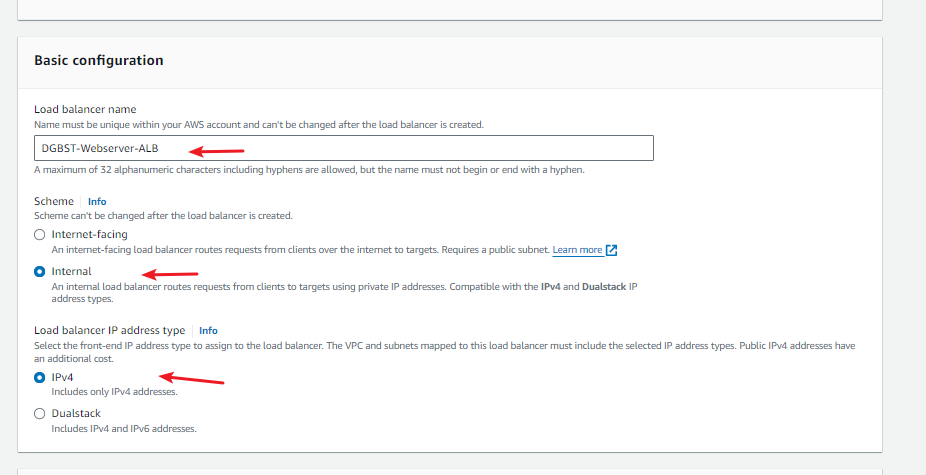 Basic configuration
Load balancer name
Name must be unique within your AWS account and can't be changed after the load balancer is created.
DGBST-Webserver-ALB
A maximum of 32 alphanumeric characters including hyphens are allowed, but the name must not begin or end with a hyphen.
Scheme Info
Scheme can't be changed after the load balancer is created.
Internet-facing
An internet-facing load balancer routes requests from clients over the internet to targets. Requires a public subnet. Learn more
Internal
An internal load balancer routes requests from clients to targets using private IP addresses. Compatible with the IPv4 and Dualstack IP
address types.
Load balancer IP address type Info
Select the front-end IP address type to assign to the load balancer. The VPC and subnets mapped to this load balancer must include the selected IP address types. Public IPv4 addresses have
an additional cost.
IPv4
Includes only IPv4 addresses.
Dualstack
Includes IPv4 and IPv6 addresses.